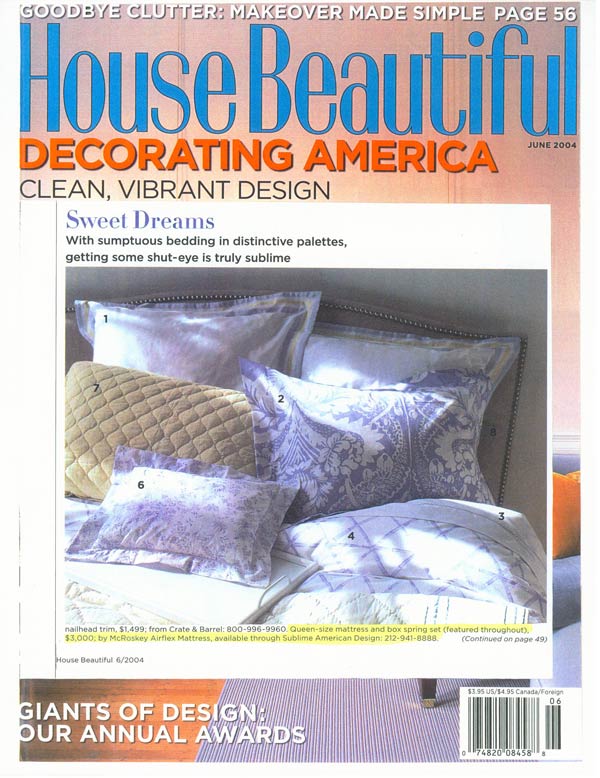 GOODBYE CLUTTER: MAKEOVER MADE SIMPLE PAGE 56
House Beautiful
JUNE 2004
DECORATING AMERICA
CLEAN, VIBRANT DESIGN
Sweet Dreams
With sumptuous bedding in distinctive palettes,
getting some shut-eye is truly sublime
1
7
2
8
6
3
4
nailhead trim, $1,499; from Crate & Barrel: 800-996-9960. Queen-size mattress and box spring set (featured throughout),
$3,000; by McRoskey Airflex Mattress, available through Sublime American Design: 212-941-8888. (Continued on page 49)
House Beautiful 6/2004
GIANTS OF DESIGN:
OUR ANNUAL AWARDS
$3.95 US/$4.95 Canada/Foreign
06
0 74820 08458 8